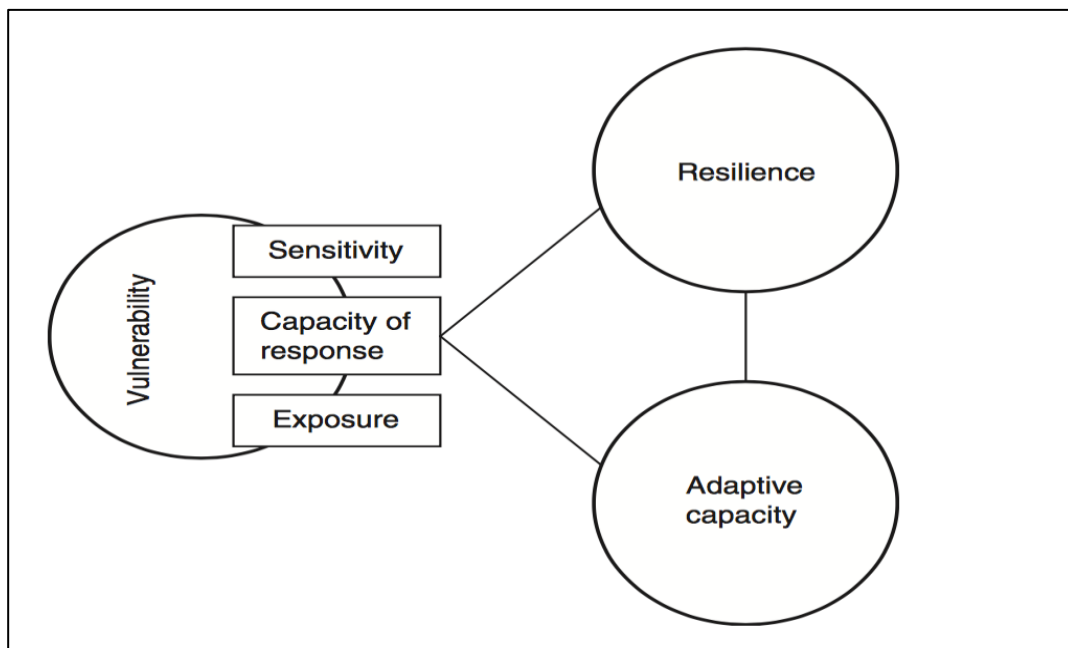 Vulnerability
Sensitivity
Capacity of
response
Exposure
Resilience
Adaptive
capacity